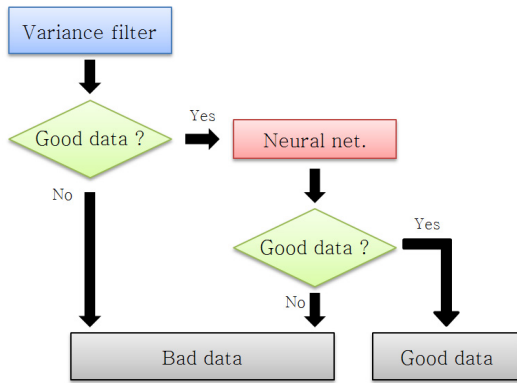 Variance filter
Good data ?
Yes
Neural net.
No
Good data ?
Yes
No
Bad data
Good data